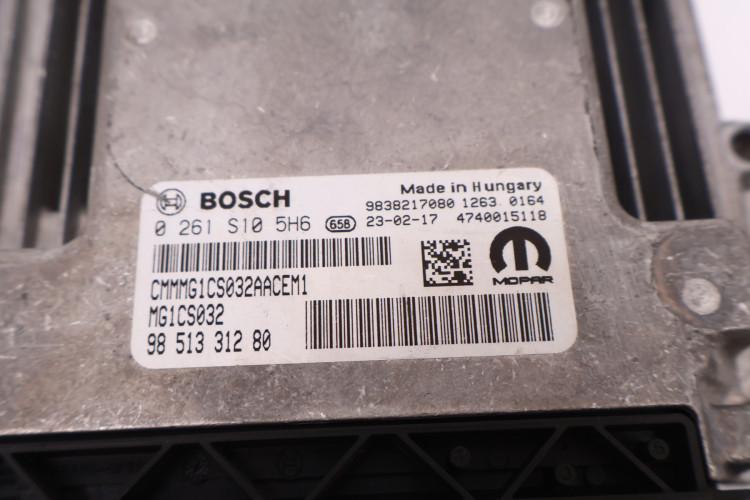 BOSCH
Made in Hungary
0 261 S10 5H6 658
9838217080 1263 0164
23-02-17 4740015118
CMMMG1CS032AACEM1
MG1CS032
98 513 312 80
MOPAR